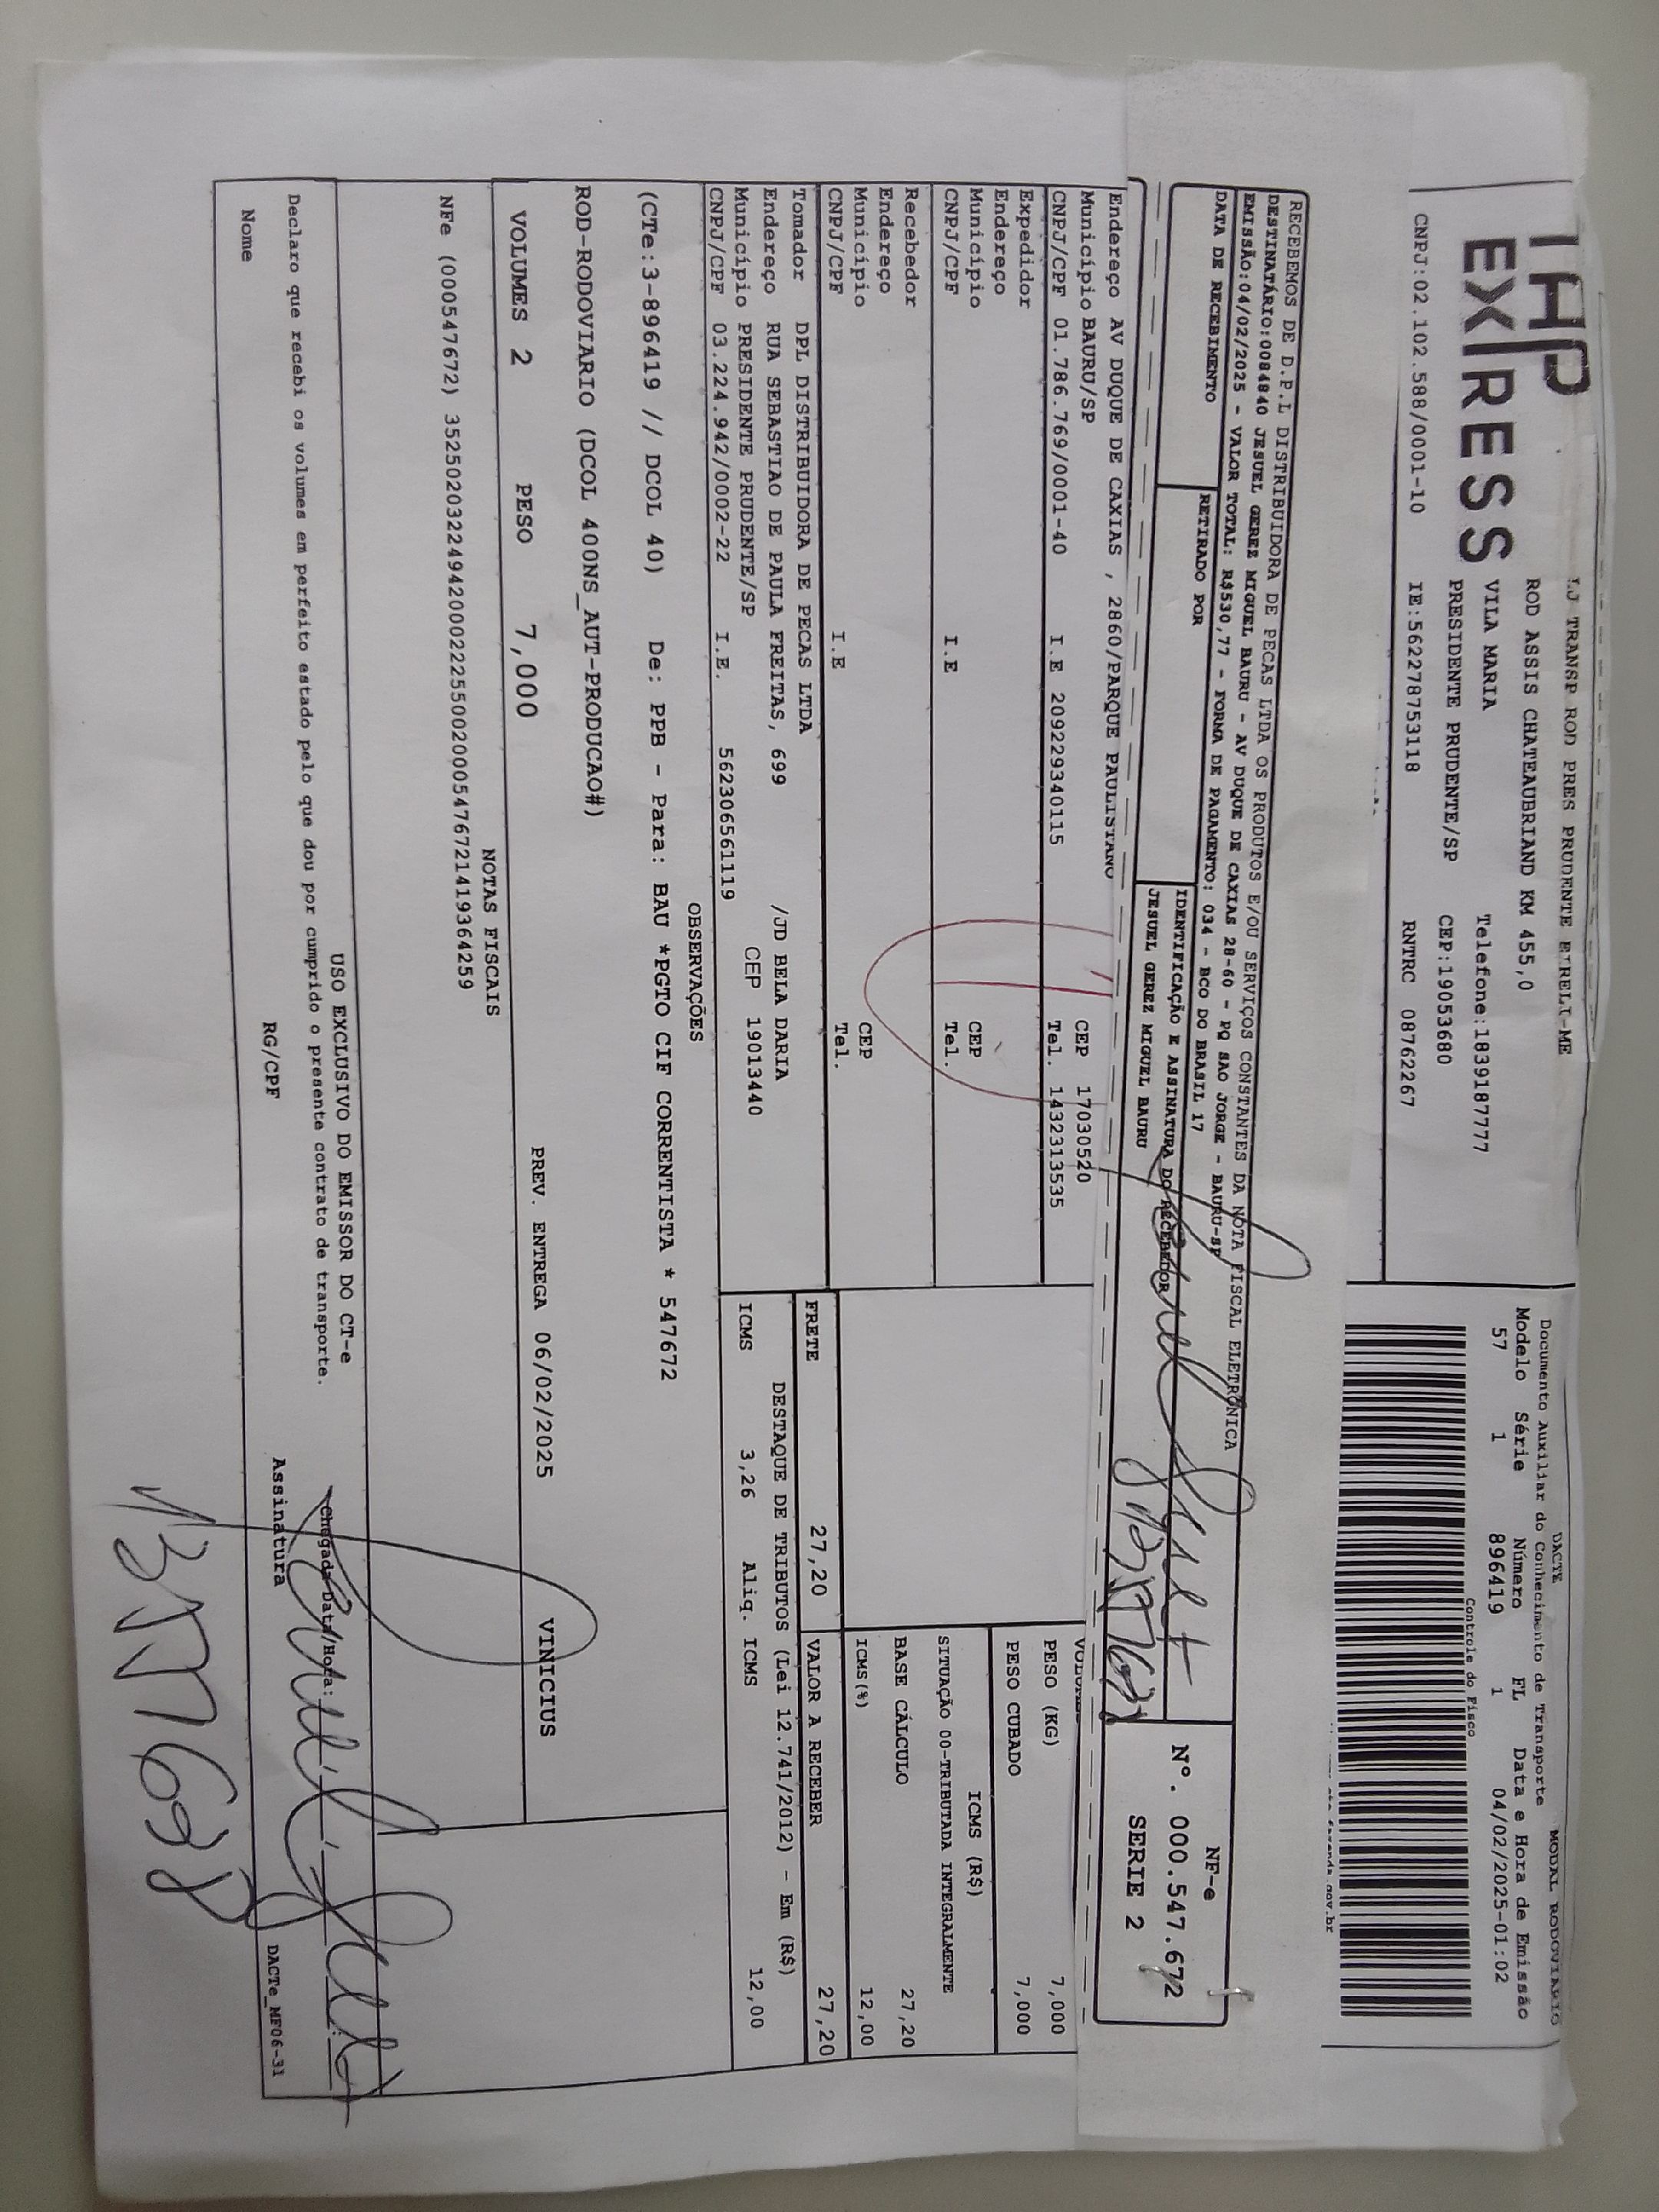 EXPRESS
LJ TRANSP ROD PRES PRUDENTE EIRELI-ME
ROD ASSIS CHATEAUBRIAND KM 455,0
VILA MARIA Telefone:1839187777
PRESIDENTE PRUDENTE/SP CEP:19053680
CNPJ:02.102.588/0001-10 IE:562278753118 RNTRC 08762267
DACTE MODAL RODOVIARIO
Documento Auxiliar do Conhecimento de Transporte
Modelo Série Número FL Data e Hora de Emissão
57 1 896419 1 04/02/2025-01:02
Controle do Fisco
RECEBEMOS DE D.P.L DISTRIBUIDORA DE PECAS LTDA OS PRODUTOS E/OU SERVIÇOS CONSTANTES DA NOTA FISCAL ELETRÔNICA
DESTINATÁRIO:0084840 JESUEL GEREZ MIGUEL BAURU - AV DUQUE DE CAXIAS 28-60 - PQ SAO JORGE - BAURU-SP
EMISSÃO:04/02/2025 - VALOR TOTAL: R$530,77 - FORMA DE PAGAMENTO: 034 - BCO DO BRASIL 17
DATA DE RECEBIMENTO RETIRADO POR IDENTIFICAÇÃO E ASSINATURA DO RECEBEDOR
JESUEL GEREZ MIGUEL BAURU
NF-e
Nº. 000.547.672
SERIE 2
Endereço AV DUQUE DE CAXIAS , 2860/PARQUE PAULISTANO
Município BAURU/SP CEP 17030520
CNPJ/CPF 01.786.769/0001-40 I.E 209229340115 Tel. 1432313535
Expedidor
Endereço
Município CEP
CNPJ/CPF I.E Tel.
Recebedor
Endereço
Município CEP
CNPJ/CPF I.E Tel.
PESO (KG) 7,000
PESO CUBADO 7,000
ICMS (R$)
SITUAÇÃO 00-TRIBUTADA INTEGRALMENTE
BASE CÁLCULO 27,20
ICMS(%) 12,00
Tomador DPL DISTRIBUIDORA DE PECAS LTDA
Endereço RUA SEBASTIAO DE PAULA FREITAS, 699 /JD BELA DARIA
Município PRESIDENTE PRUDENTE/SP CEP 19013440
CNPJ/CPF 03.224.942/0002-22 I.E. 562306561119
FRETE 27,20 VALOR A RECEBER 27,20
DESTAQUE DE TRIBUTOS (Lei 12.741/2012) - Em (R$)
ICMS 3,26 Aliq. ICMS 12,00
OBSERVAÇÕES
(CTe:3-896419 // DCOL 40) De: PPB - Para: BAU *PGTO CIF CORRENTISTA * 547672
ROD-RODOVIARIO (DCOL 400NS_AUT-PRODUCAO#)
VOLUMES 2 PESO 7,000 PREV. ENTREGA 06/02/2025 VINICIUS
NOTAS FISCAIS
NFe (000547672) 35250203224942000222550020005476721419364259
USO EXCLUSIVO DO EMISSOR DO CT-e
Declaro que recebi os volumes em perfeito estado pelo que dou por cumprido o presente contrato de transporte.
Chegada Data/Hora:
Nome RG/CPF Assinatura
DACTe_MF06-31